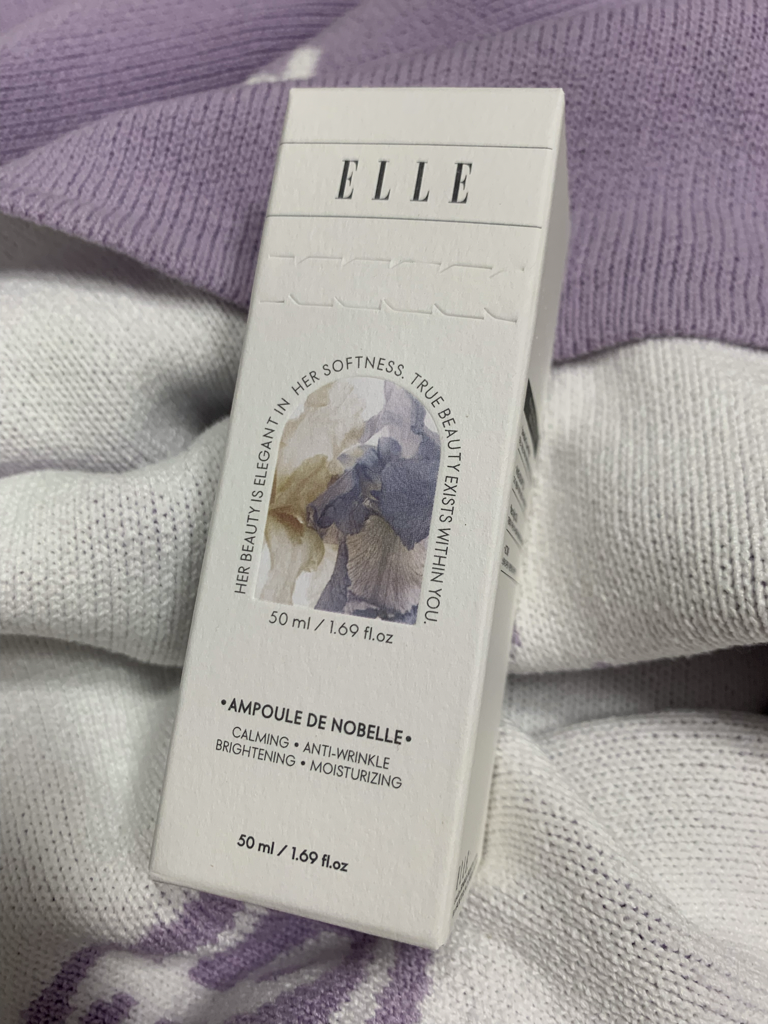 ELLE
HER BEAUTY IS ELEGANT IN HER SOFTNESS. TRUE BEAUTY EXISTS WITHIN YOU.
50 ml / 1.69 fl.oz
•AMPOULE DE NOBELLE•
CALMING • ANTI-WRINKLE
BRIGHTENING • MOISTURIZING
50 ml / 1.69 fl.oz